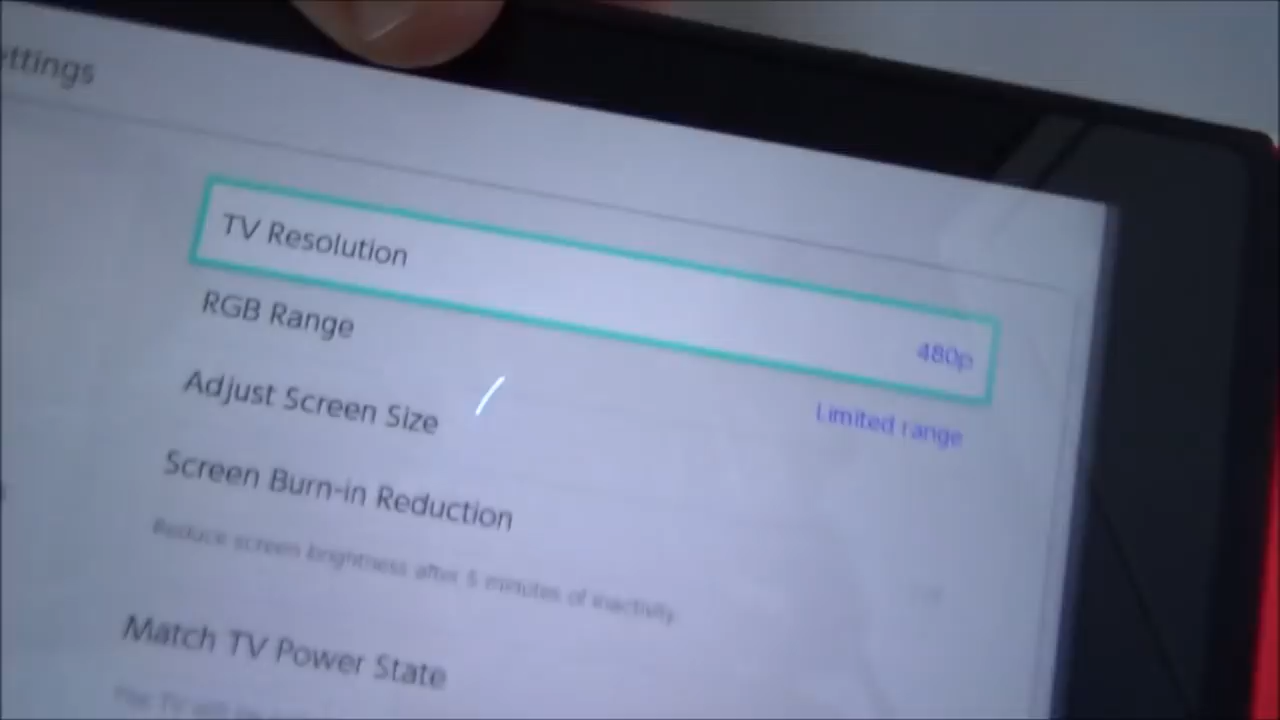 ettings
TV Resolution
480p
RGB Range
Limited range
Adjust Screen Size
Screen Burn-in Reduction
Reduce screen brightness after 5 minutes of inactivity.
Match TV Power State